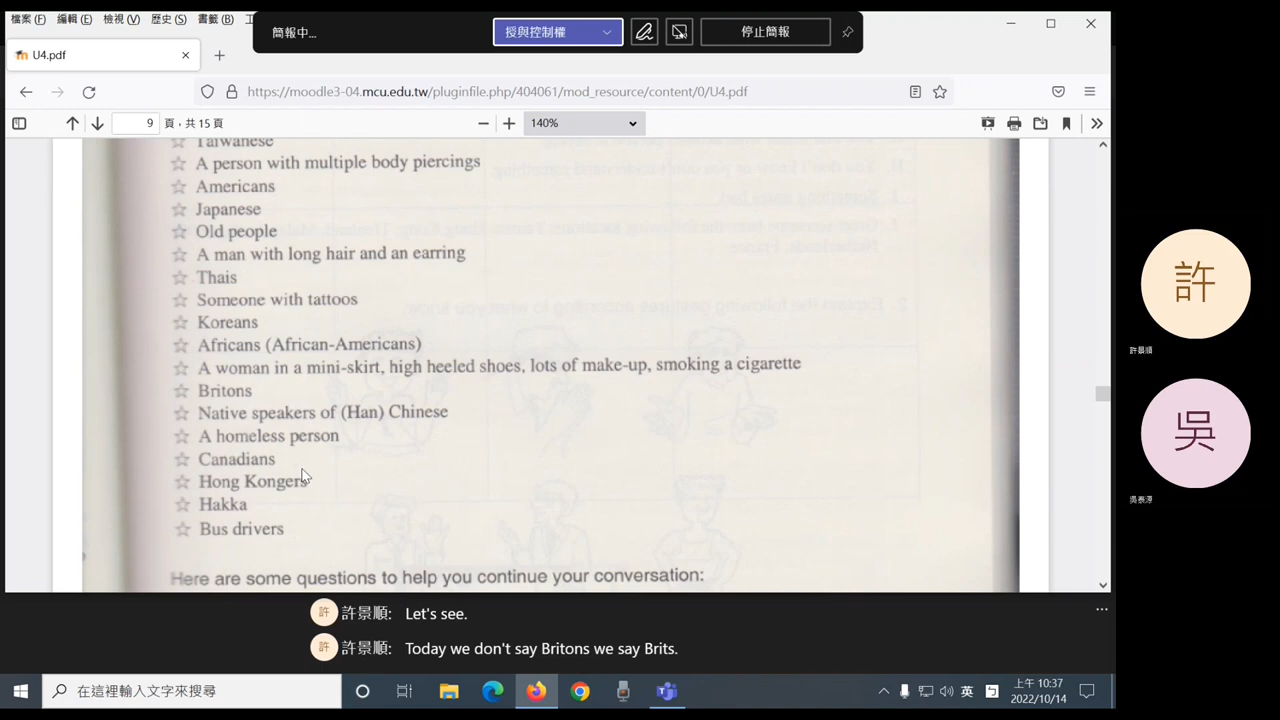 檔案(F) 編輯(E) 檢視(V) 歷史(S) 書籤(B) 工
簡報中...
授與控制權
停止簡報
U4.pdf
https://moodle3-04.mcu.edu.tw/pluginfile.php/404061/mod_resource/content/0/U4.pdf
9 頁，共 15 頁
140%
Taiwanese
A person with multiple body piercings
Americans
Japanese
Old people
A man with long hair and an earring
Thais
Someone with tattoos
Koreans
Africans (African-Americans)
A woman in a mini-skirt, high heeled shoes, lots of make-up, smoking a cigarette
Britons
Native speakers of (Han) Chinese
A homeless person
Canadians
Hong Kongers
Hakka
Bus drivers
Here are some questions to help you continue your conversation:
許
許景順
吳
許 許景順: Let's see.
許 許景順: Today we don't say Britons we say Brits.
在這裡輸入文字來搜尋
英
上午 10:37
2022/10/14